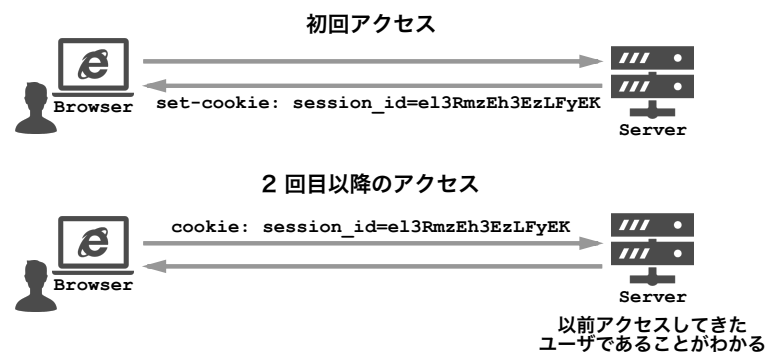 初回アクセス
Browser
set-cookie: session_id=el3RmzEh3EzLFyEK
Server
2 回目以降のアクセス
cookie: session_id=el3RmzEh3EzLFyEK
Browser
Server
以前アクセスしてきた
ユーザであることがわかる